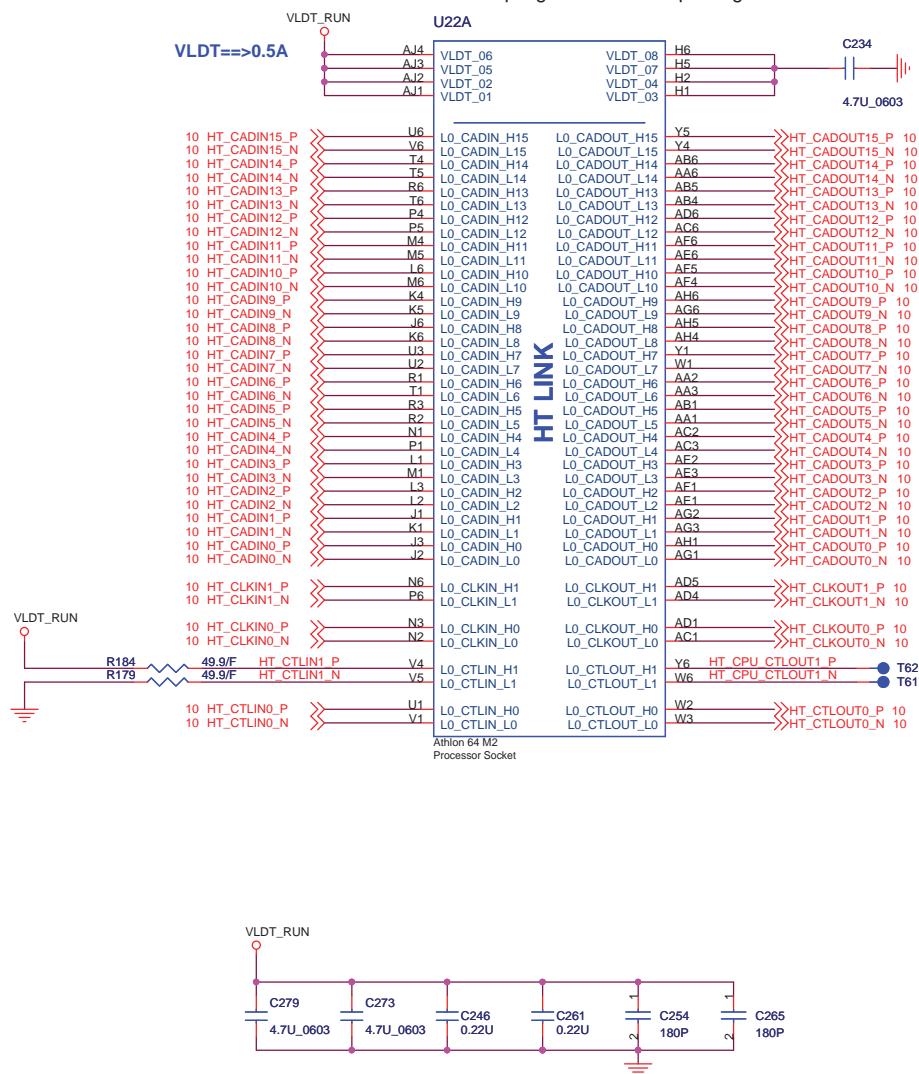 VLDT_RUN
U22A
VLDT==>0.5A
AJ4 VLDT_06 VLDT_08 H6
AJ3 VLDT_05 VLDT_07 H5
AJ2 VLDT_02 VLDT_04 H2
AJ1 VLDT_01 VLDT_03 H1
C234
4.7U_0603
10 HT_CADIN15_P U6 L0_CADIN_H15 L0_CADOUT_H15 Y5 HT_CADOUT15_P 10
10 HT_CADIN15_N V6 L0_CADIN_L15 L0_CADOUT_L15 Y4 HT_CADOUT15_N 10
10 HT_CADIN14_P T4 L0_CADIN_H14 L0_CADOUT_H14 AB6 HT_CADOUT14_P 10
10 HT_CADIN14_N T5 L0_CADIN_L14 L0_CADOUT_L14 AA6 HT_CADOUT14_N 10
10 HT_CADIN13_P R6 L0_CADIN_H13 L0_CADOUT_H13 AB5 HT_CADOUT13_P 10
10 HT_CADIN13_N T6 L0_CADIN_L13 L0_CADOUT_L13 AB4 HT_CADOUT13_N 10
10 HT_CADIN12_P P4 L0_CADIN_H12 L0_CADOUT_H12 AD6 HT_CADOUT12_P 10
10 HT_CADIN12_N P5 L0_CADIN_L12 L0_CADOUT_L12 AC6 HT_CADOUT12_N 10
10 HT_CADIN11_P M4 L0_CADIN_H11 L0_CADOUT_H11 AF6 HT_CADOUT11_P 10
10 HT_CADIN11_N M5 L0_CADIN_L11 L0_CADOUT_L11 AE6 HT_CADOUT11_N 10
10 HT_CADIN10_P L6 L0_CADIN_H10 L0_CADOUT_H10 AF5 HT_CADOUT10_P 10
10 HT_CADIN10_N M6 L0_CADIN_L10 L0_CADOUT_L10 AF4 HT_CADOUT10_N 10
10 HT_CADIN9_P K4 L0_CADIN_H9 L0_CADOUT_H9 AH6 HT_CADOUT9_P 10
10 HT_CADIN9_N K5 L0_CADIN_L9 L0_CADOUT_L9 AG6 HT_CADOUT9_N 10
10 HT_CADIN8_P J6 L0_CADIN_H8 L0_CADOUT_H8 AH5 HT_CADOUT8_P 10
10 HT_CADIN8_N K6 L0_CADIN_L8 L0_CADOUT_L8 AH4 HT_CADOUT8_N 10
10 HT_CADIN7_P U3 L0_CADIN_H7 L0_CADOUT_H7 Y1 HT_CADOUT7_P 10
10 HT_CADIN7_N U2 L0_CADIN_L7 L0_CADOUT_L7 W1 HT_CADOUT7_N 10
10 HT_CADIN6_P R1 L0_CADIN_H6 L0_CADOUT_H6 AA2 HT_CADOUT6_P 10
10 HT_CADIN6_N T1 L0_CADIN_L6 L0_CADOUT_L6 AA3 HT_CADOUT6_N 10
10 HT_CADIN5_P R3 L0_CADIN_H5 L0_CADOUT_H5 AB1 HT_CADOUT5_P 10
10 HT_CADIN5_N R2 L0_CADIN_L5 L0_CADOUT_L5 AA1 HT_CADOUT5_N 10
10 HT_CADIN4_P N1 L0_CADIN_H4 L0_CADOUT_H4 AC2 HT_CADOUT4_P 10
10 HT_CADIN4_N P1 L0_CADIN_L4 L0_CADOUT_L4 AC3 HT_CADOUT4_N 10
10 HT_CADIN3_P L1 L0_CADIN_H3 L0_CADOUT_H3 AE2 HT_CADOUT3_P 10
10 HT_CADIN3_N M1 L0_CADIN_L3 L0_CADOUT_L3 AE3 HT_CADOUT3_N 10
10 HT_CADIN2_P L3 L0_CADIN_H2 L0_CADOUT_H2 AF1 HT_CADOUT2_P 10
10 HT_CADIN2_N L2 L0_CADIN_L2 L0_CADOUT_L2 AE1 HT_CADOUT2_N 10
10 HT_CADIN1_P J1 L0_CADIN_H1 L0_CADOUT_H1 AG2 HT_CADOUT1_P 10
10 HT_CADIN1_N K1 L0_CADIN_L1 L0_CADOUT_L1 AG3 HT_CADOUT1_N 10
10 HT_CADIN0_P J3 L0_CADIN_H0 L0_CADOUT_H0 AH1 HT_CADOUT0_P 10
10 HT_CADIN0_N J2 L0_CADIN_L0 L0_CADOUT_L0 AG1 HT_CADOUT0_N 10
HT LINK
10 HT_CLKIN1_P N6 L0_CLKIN_H1 L0_CLKOUT_H1 AD5 HT_CLKOUT1_P 10
10 HT_CLKIN1_N P6 L0_CLKIN_L1 L0_CLKOUT_L1 AD4 HT_CLKOUT1_N 10
VLDT_RUN
10 HT_CLKIN0_P N3 L0_CLKIN_H0 L0_CLKOUT_H0 AD1 HT_CLKOUT0_P 10
10 HT_CLKIN0_N N2 L0_CLKIN_L0 L0_CLKOUT_L0 AC1 HT_CLKOUT0_N 10
R184 49.9/F HT_CTLIN1_P V4 L0_CTLIN_H1 L0_CTLOUT_H1 Y6 HT_CPU_CTLOUT1_P T62
R179 49.9/F HT_CTLIN1_N V5 L0_CTLIN_L1 L0_CTLOUT_L1 W6 HT_CPU_CTLOUT1_N T61
10 HT_CTLIN0_P U1 L0_CTLIN_H0 L0_CTLOUT_H0 W2 HT_CTLOUT0_P 10
10 HT_CTLIN0_N V1 L0_CTLIN_L0 L0_CTLOUT_L0 W3 HT_CTLOUT0_N 10
Athlon 64 M2
Processor Socket
VLDT_RUN
C279 C273 C246 C261 1 C254 1 C265
4.7U_0603 4.7U_0603 0.22U 0.22U 2 180P 2 180P